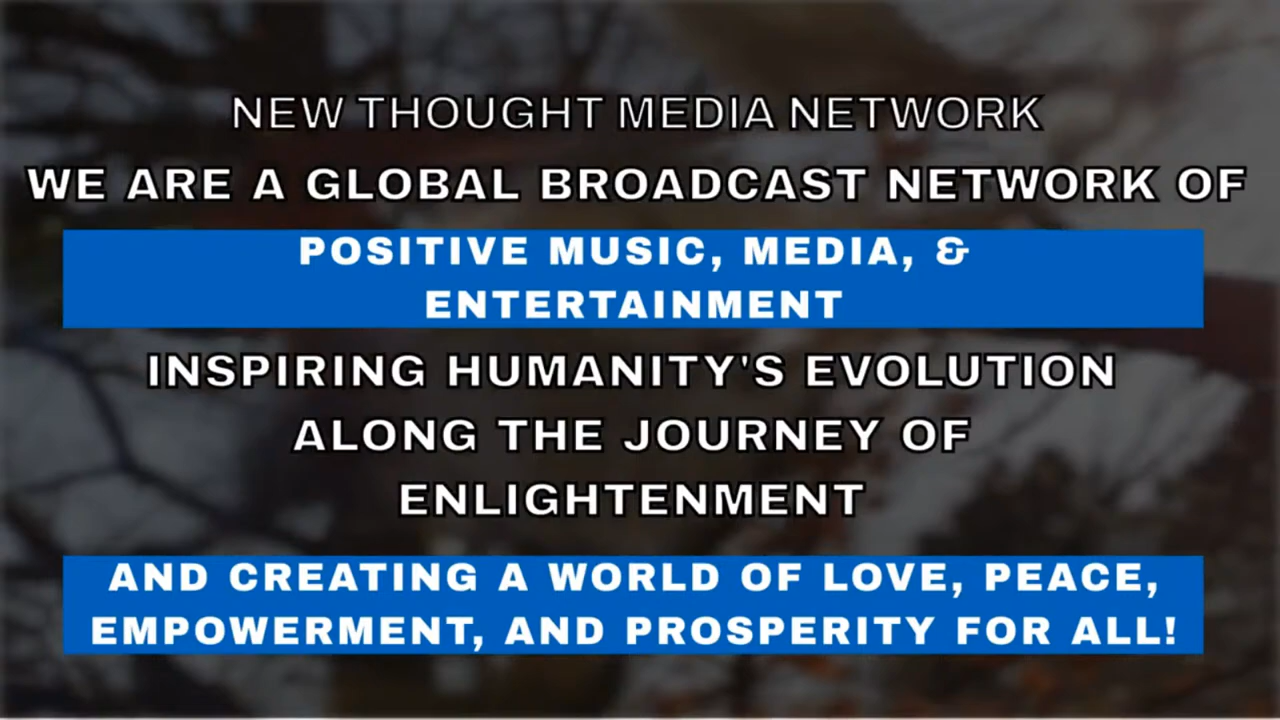 NEW THOUGHT MEDIA NETWORK
WE ARE A GLOBAL BROADCAST NETWORK OF
POSITIVE MUSIC, MEDIA, &
ENTERTAINMENT
INSPIRING HUMANITY'S EVOLUTION
ALONG THE JOURNEY OF
ENLIGHTENMENT
AND CREATING A WORLD OF LOVE, PEACE,
EMPOWERMENT, AND PROSPERITY FOR ALL!